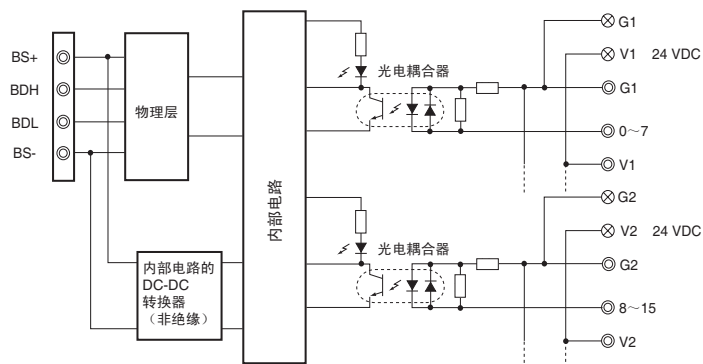 BS+
BDH
BDL
BS-
物理层
内部电路的
DC-DC
转换器
（非绝缘）
内部电路
光电耦合器
G1
V1 24 VDC
G1
0～7
V1
光电耦合器
G2
V2 24 VDC
G2
8～15
V2